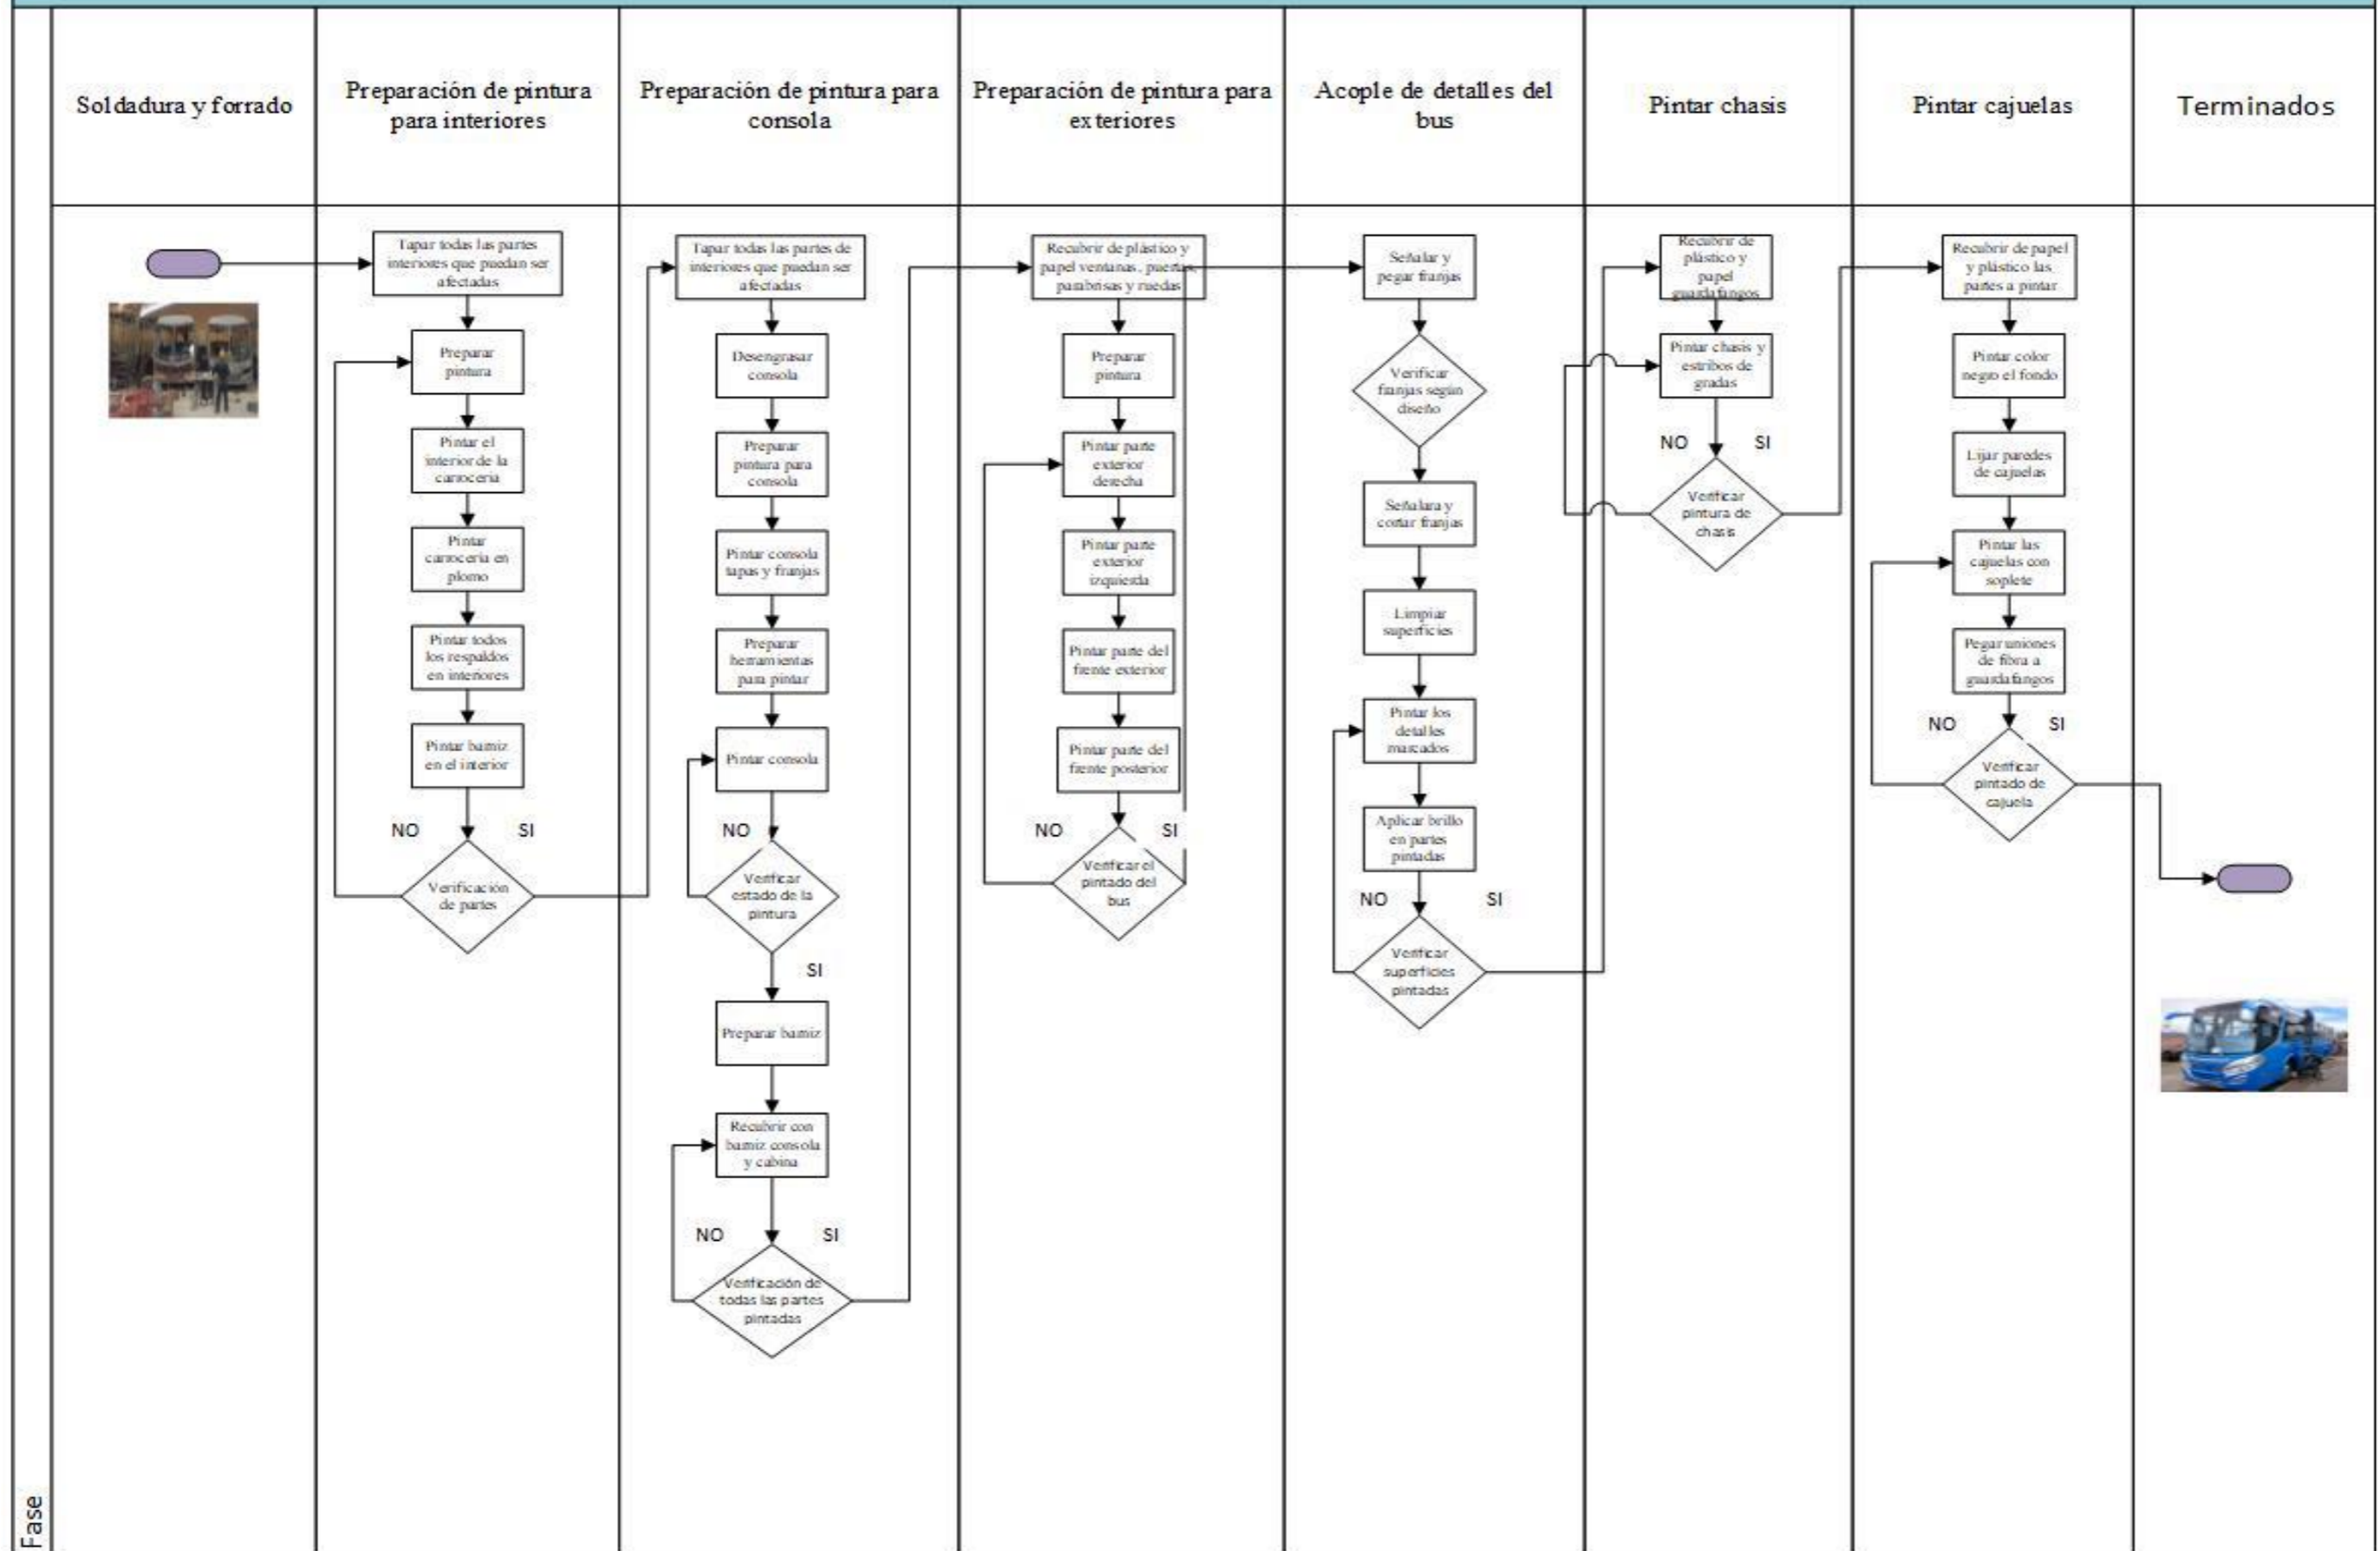 Soldadura y forrado
Preparación de pintura
para interiores
Preparación de pintura para
consola
Preparación de pintura para
exteriores
Acople de detalles del
bus
Pintar chasis
Pintar cajuelas
Terminados
Tapar todas las partes
interiores que puedan ser
afectadas
Preparar
pintura
Pintar el
interior de la
carrocería
Pintar
carrocería en
plomo
Pintar todos
los respaldos
en interiores
Pintar barniz
en el interior
NO
SI
Verificación
de partes
Tapar todas las partes de
interiores que puedan ser
afectadas
Desengrasar
consola
Preparar
pintura para
consola
Pintar consola
tapas y franjas
Preparar
herramientas
para pintar
Pintar consola
NO
Verificar
estado de la
pintura
SI
Preparar barniz
Recubrir con
barniz consola
y cabina
NO
SI
Verificación de
todas las partes
pintadas
Recubrir de plástico y
papel ventanas, puertas,
parabrisas y ruedas
Preparar
pintura
Pintar parte
exterior
derecha
Pintar parte
exterior
izquierda
Pintar parte del
frente exterior
Pintar parte del
frente posterior
NO
SI
Verificar el
pintado del
bus
Señalar y
pegar franjas
Verificar
franjas según
diseño
Señalara y
cortar franjas
Limpiar
superficies
Pintar los
detalles
marcados
Aplicar brillo
en partes
pintadas
NO
SI
Verificar
superficies
pintadas
Recubrir de
plástico y
papel
guardafangos
Pintar chasis y
estribos de
gradas
NO
SI
Verificar
pintura de
chasis
Recubrir de papel
y plástico las
partes a pintar
Pintar color
negro el fondo
Lijar paredes
de cajuelas
Pintar las
cajuelas con
soplete
Pegar uniones
de fibra a
guardafangos
NO
SI
Verificar
pintado de
cajuela
Fase